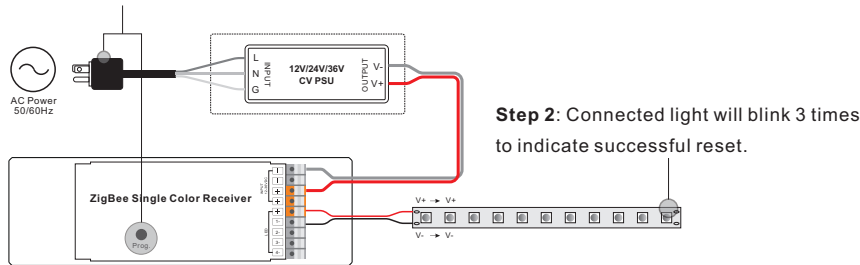 L
N
G
INPUT
12V/24V/36V
CV PSU
OUTPUT
V-
V+
AC Power
50/60Hz
Step 2: Connected light will blink 3 times
to indicate successful reset.
ZigBee Single Color Receiver
Prog.
LED
V+ → V+
V- → V-